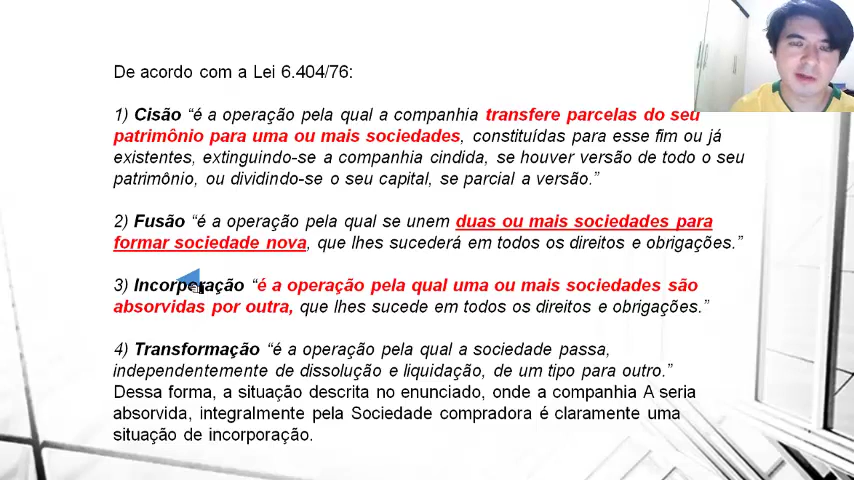 De acordo com a Lei 6.404/76:
1) Cisão “é a operação pela qual a companhia transfere parcelas do seu
patrimônio para uma ou mais sociedades, constituídas para esse fim ou já
existentes, extinguindo-se a companhia cindida, se houver versão de todo o seu
patrimônio, ou dividindo-se o seu capital, se parcial a versão.”
2) Fusão “é a operação pela qual se unem duas ou mais sociedades para
formar sociedade nova, que lhes sucederá em todos os direitos e obrigações.”
3) Incorporação “é a operação pela qual uma ou mais sociedades são
absorvidas por outra, que lhes sucede em todos os direitos e obrigações.”
4) Transformação “é a operação pela qual a sociedade passa,
independentemente de dissolução e liquidação, de um tipo para outro.”
Dessa forma, a situação descrita no enunciado, onde a companhia A seria
absorvida, integralmente pela Sociedade compradora é claramente uma
situação de incorporação.